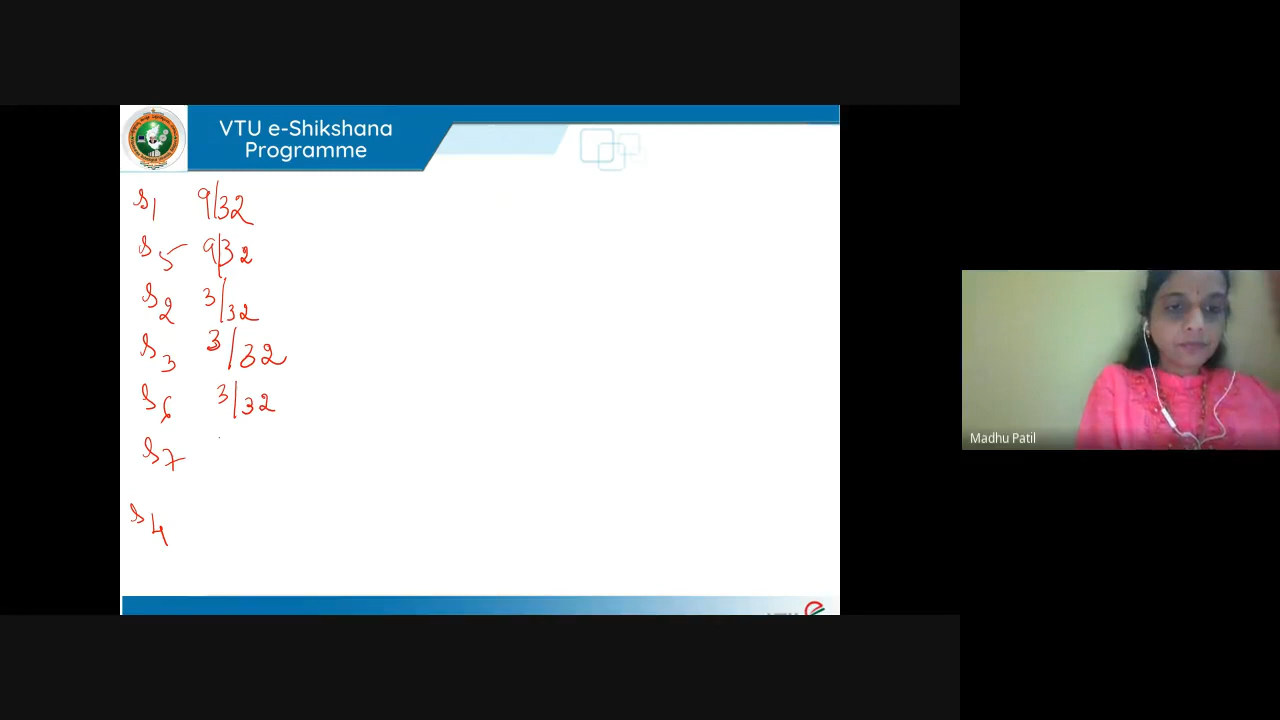 VTU e-Shikshana
Programme
S1 9/32
S5 9/32
S2 3/32
S3 3/32
S6 3/32
S7
S4
Madhu Patil